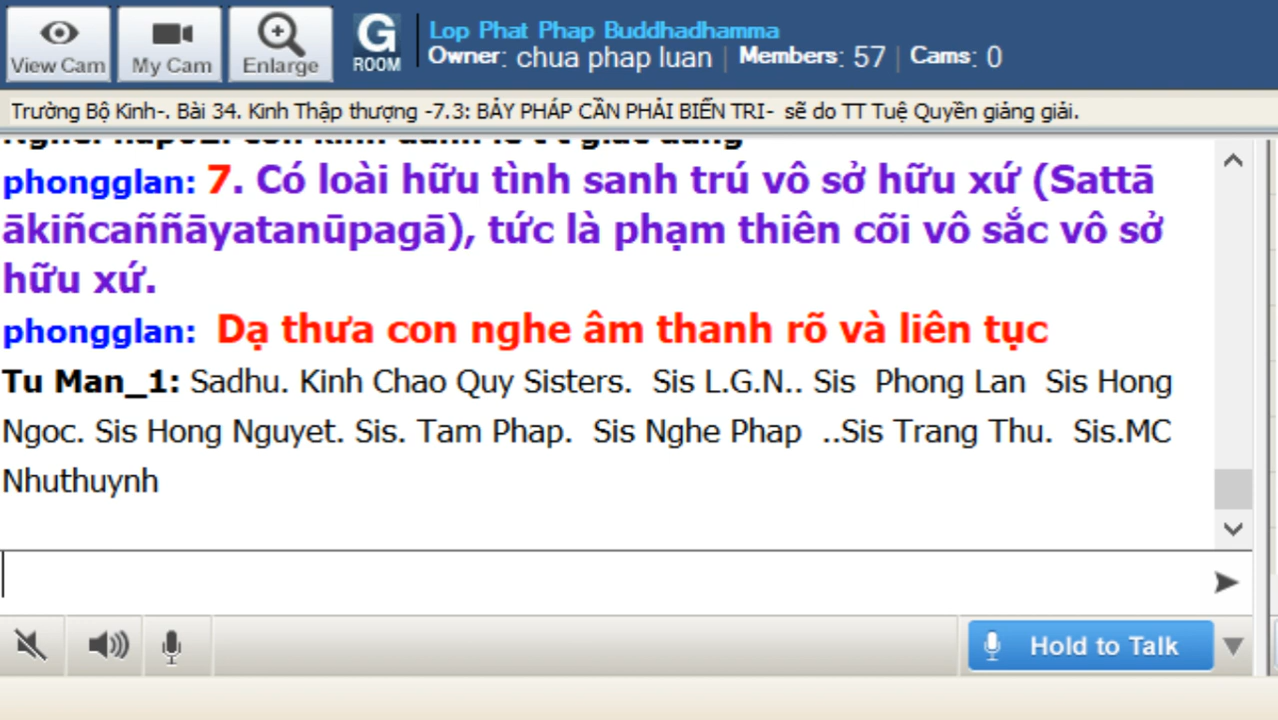 Lop Phat Phap Buddhadhamma
View Cam My Cam Enlarge G ROOM Owner: chua phap luan | Members: 57 | Cams: 0
Trường Bộ Kinh-. Bài 34. Kinh Thập thượng -7.3: BẢY PHÁP CẦN PHẢI BIẾN TRI- sẽ do TT Tuệ Quyền giảng giải.
phongglan: 7. Có loài hữu tình sanh trú vô sở hữu xứ (Sattā
ākiñcaññāyatanūpagā), tức là phạm thiên cõi vô sắc vô sở
hữu xứ.
phongglan: Dạ thưa con nghe âm thanh rõ và liên tục
Tu Man_1: Sadhu. Kinh Chao Quy Sisters. Sis L.G.N.. Sis Phong Lan Sis Hong
Ngoc. Sis Hong Nguyet. Sis. Tam Phap. Sis Nghe Phap ..Sis Trang Thu. Sis.MC
Nhuthuynh
Hold to Talk